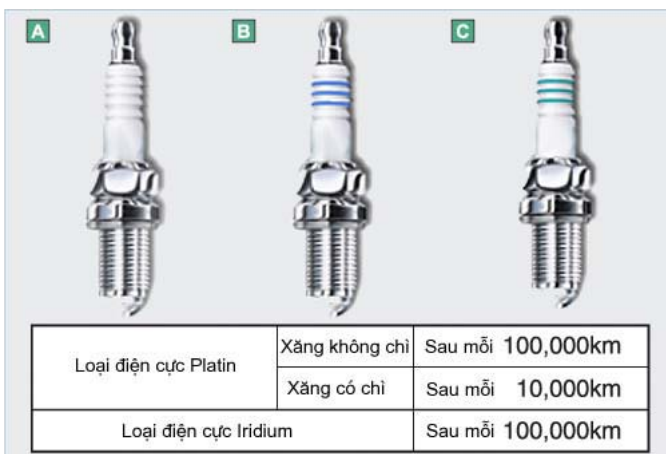 A B C
Loại điện cực Platin
Xăng không chì Sau mỗi 100,000km
Xăng có chì Sau mỗi 10,000km
Loại điện cực Iridium Sau mỗi 100,000km